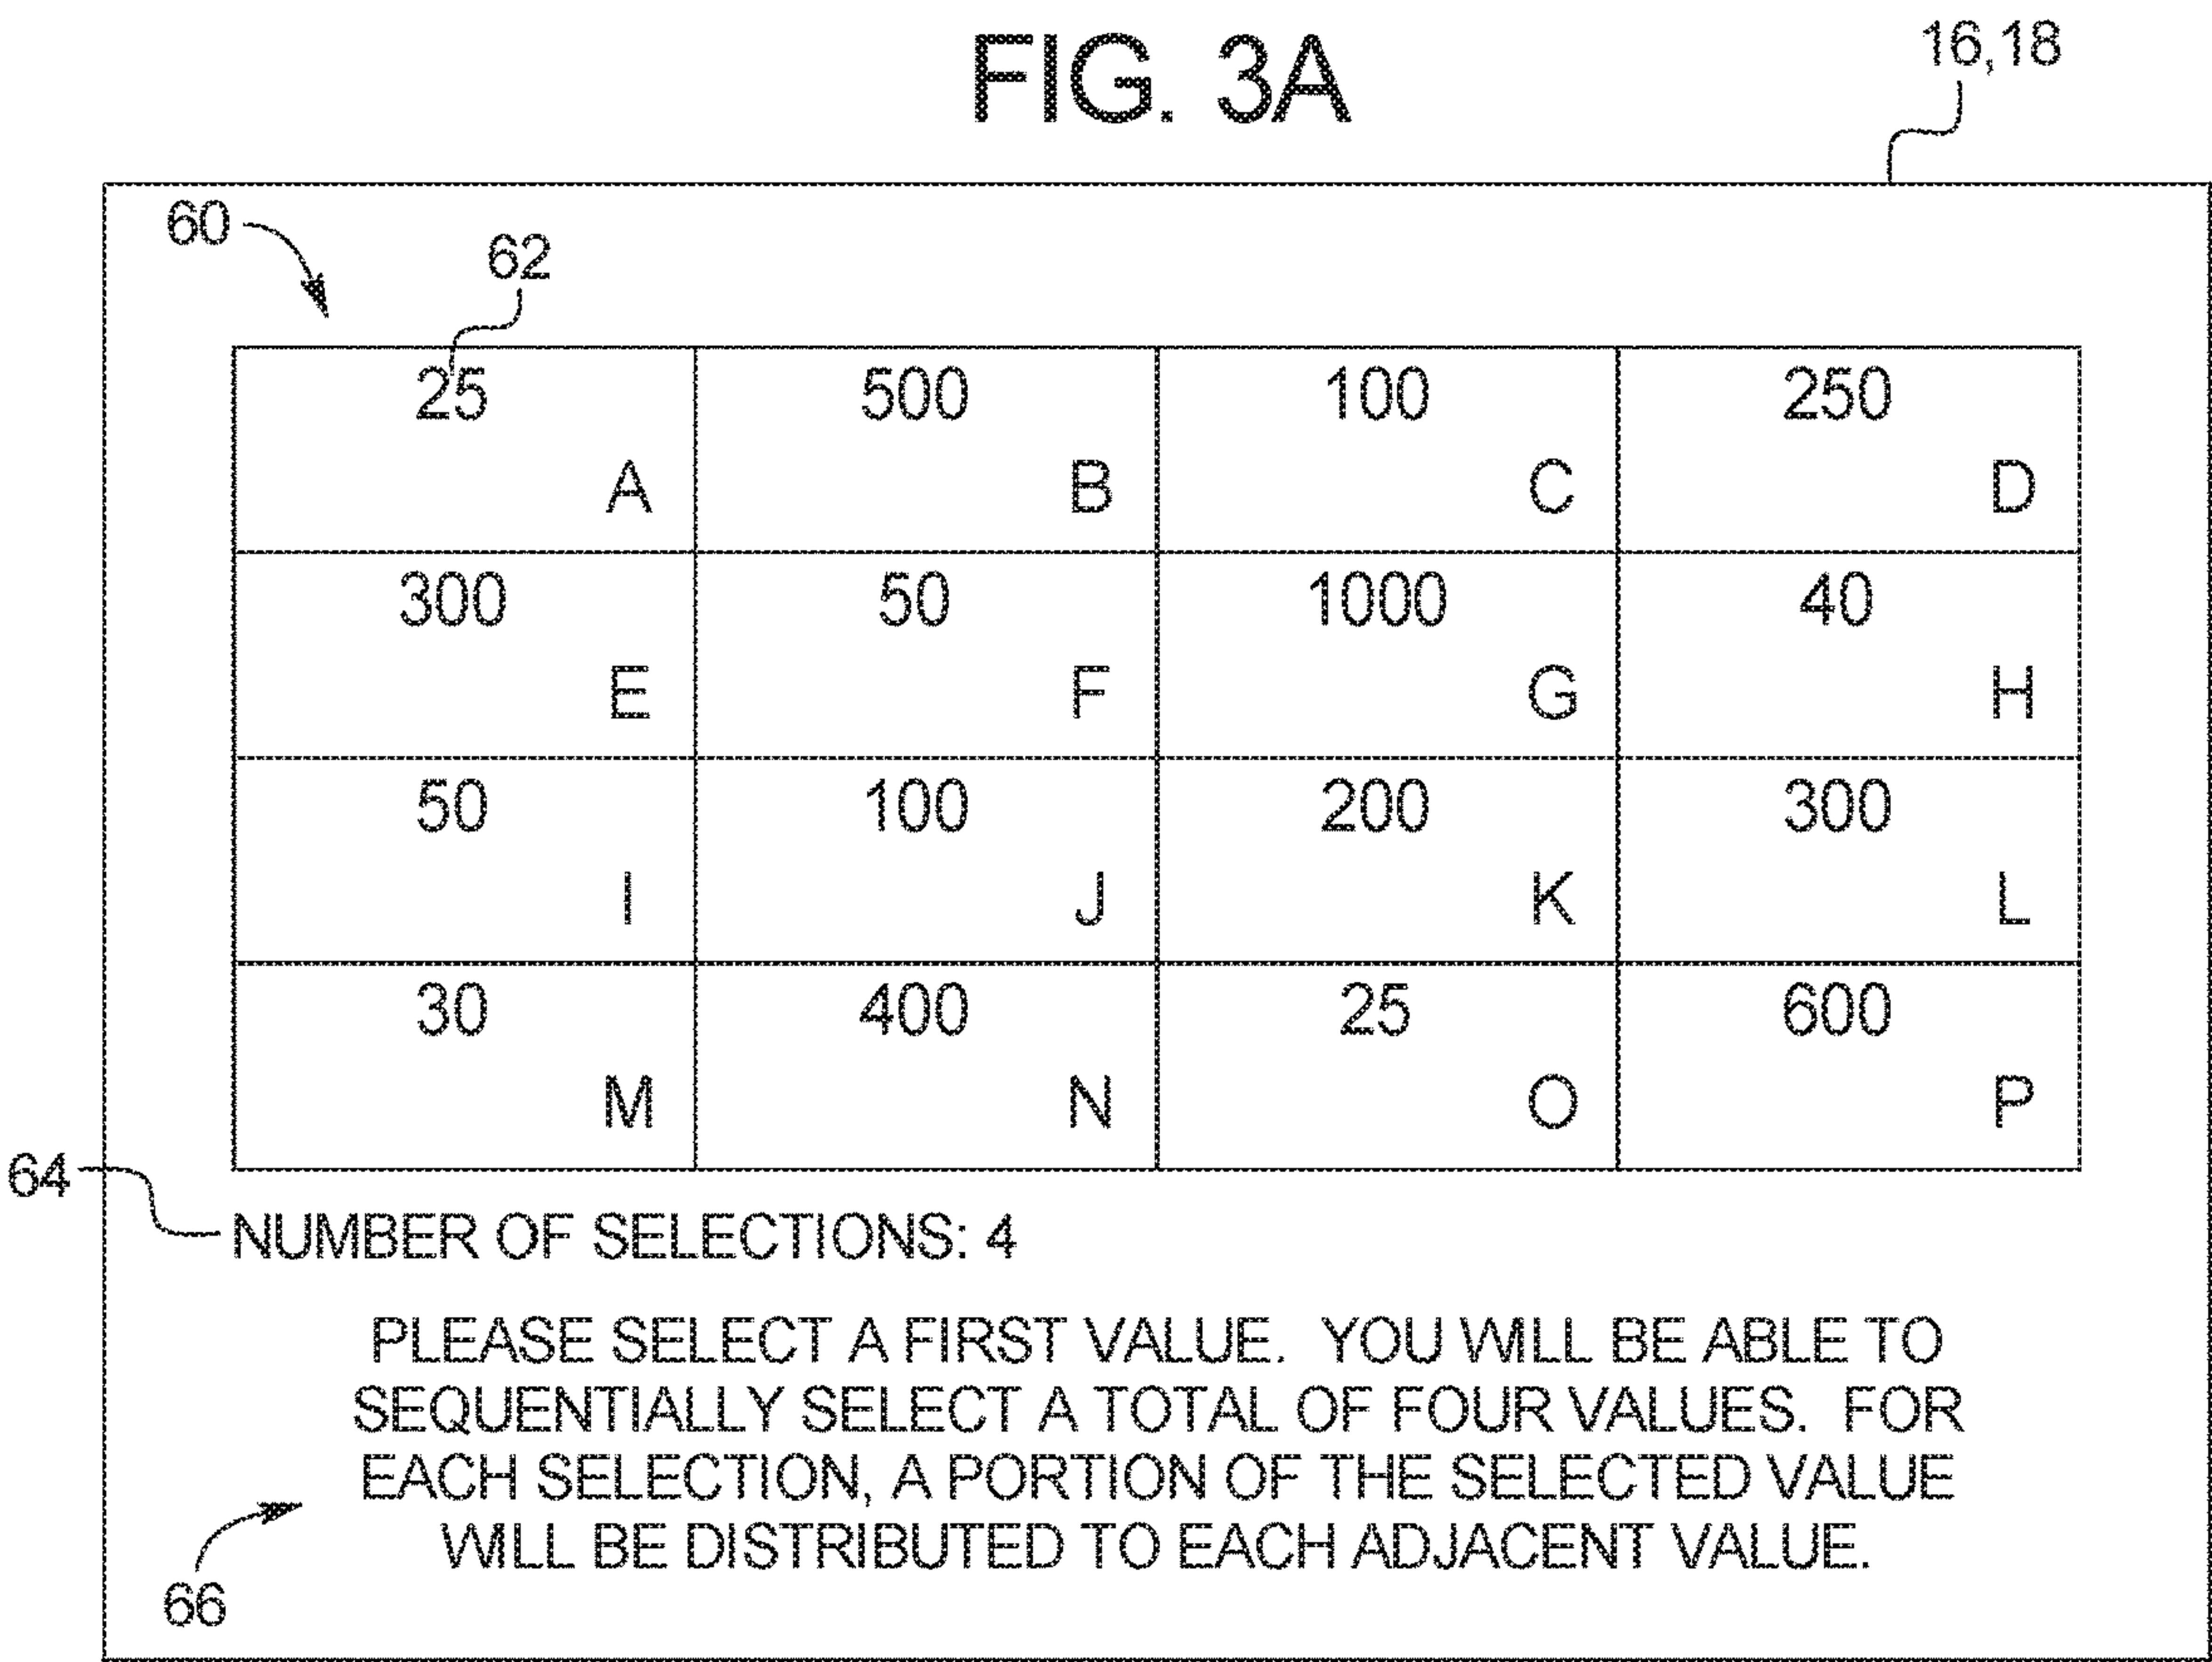 FIG. 3A
16,18
60
62
25 500 100 250
A B C D
300 50 1000 40
E F G H
50 100 200 300
I J K L
30 400 25 600
M N O P
64
NUMBER OF SELECTIONS: 4
PLEASE SELECT A FIRST VALUE. YOU WILL BE ABLE TO
SEQUENTIALLY SELECT A TOTAL OF FOUR VALUES. FOR
EACH SELECTION, A PORTION OF THE SELECTED VALUE
WILL BE DISTRIBUTED TO EACH ADJACENT VALUE.
66